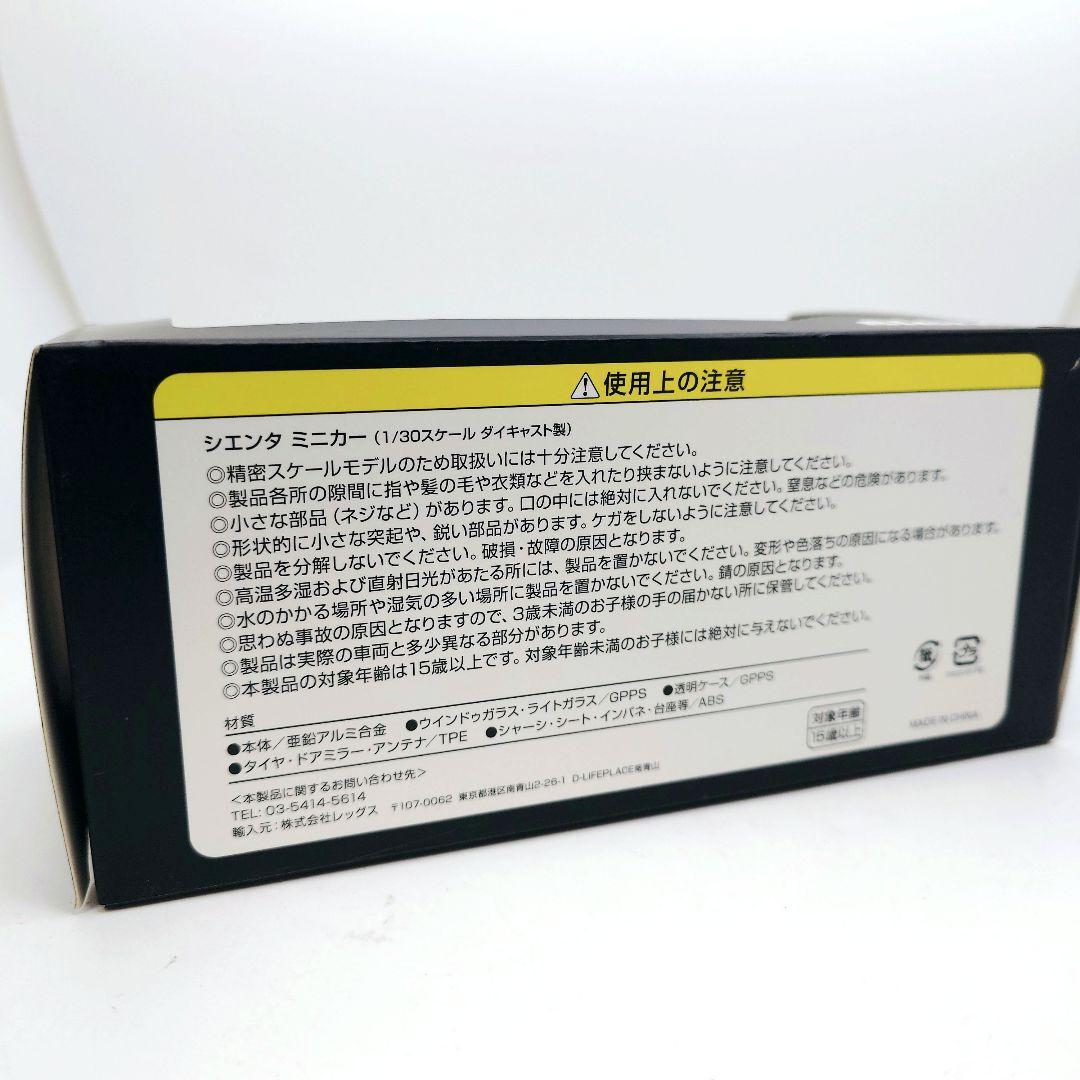 ⚠使用上の注意
シエンタ ミニカー（1/30スケール ダイキャスト製）
◎精密スケールモデルのため取扱いには十分注意してください。
◎製品各所の隙間に指や髪の毛や衣類などを入れたり挟まないように注意してください。
◎小さな部品（ネジなど）があります。口の中には絶対に入れないでください。窒息などの危険があります。
◎形状的に小さな突起や、鋭い部品があります。ケガをしないように注意してください。
◎製品を分解しないでください。破損・故障の原因となります。
◎高温多湿および直射日光があたる所には、製品を置かないでください。変形や色落ちの原因になる場合があります。
◎水のかかる場所や湿気の多い場所に製品を置かないでください。錆の原因となります。
◎思わぬ事故の原因となりますので、3歳未満のお子様の手の届かない所に保管してください。
◎製品は実際の車両と多少異なる部分があります。
◎本製品の対象年齢は15歳以上です。対象年齢未満のお子様には絶対に与えないでください。
材質
●本体／亜鉛アルミ合金 ●ウインドゥガラス・ライトガラス／GPPS ●透明ケース／GPPS
●タイヤ・ドアミラー・アンテナ／TPE ●シャーシ・シート・インパネ・台座等／ABS
対象年齢
15歳以上
MADE IN CHINA
紙
プラ
＜本製品に関するお問い合わせ先＞
TEL: 03-5414-5614
輸入元：株式会社レッグス 〒107-0062 東京都港区南青山2-26-1 D-LIFEPLACE南青山